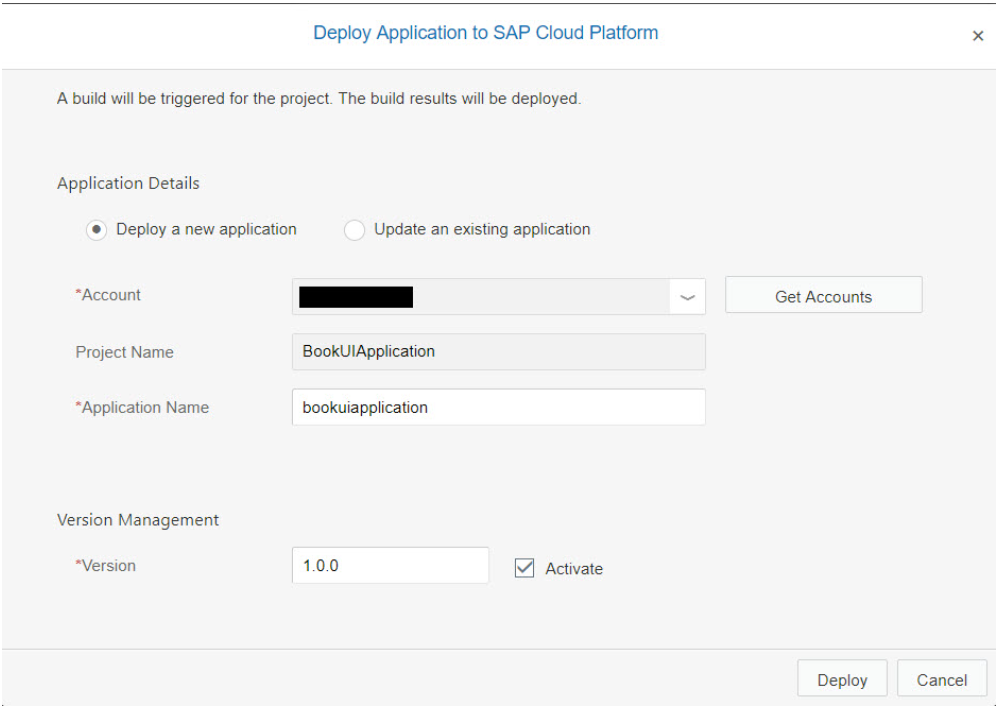 Deploy Application to SAP Cloud Platform
×
A build will be triggered for the project. The build results will be deployed.
Application Details
Deploy a new application Update an existing application
*Account Get Accounts
Project Name BookUIApplication
*Application Name bookuiapplication
Version Management
*Version 1.0.0 Activate
Deploy Cancel